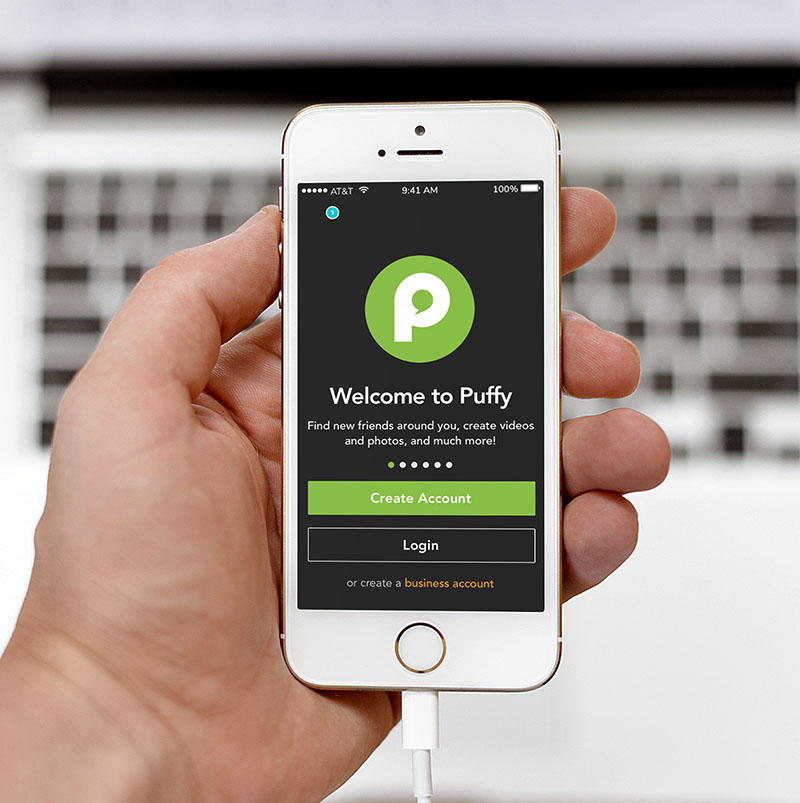 AT&T 9:41 AM 100%
1
p
Welcome to Puffy
Find new friends around you, create videos
and photos, and much more!
Create Account
Login
or create a business account